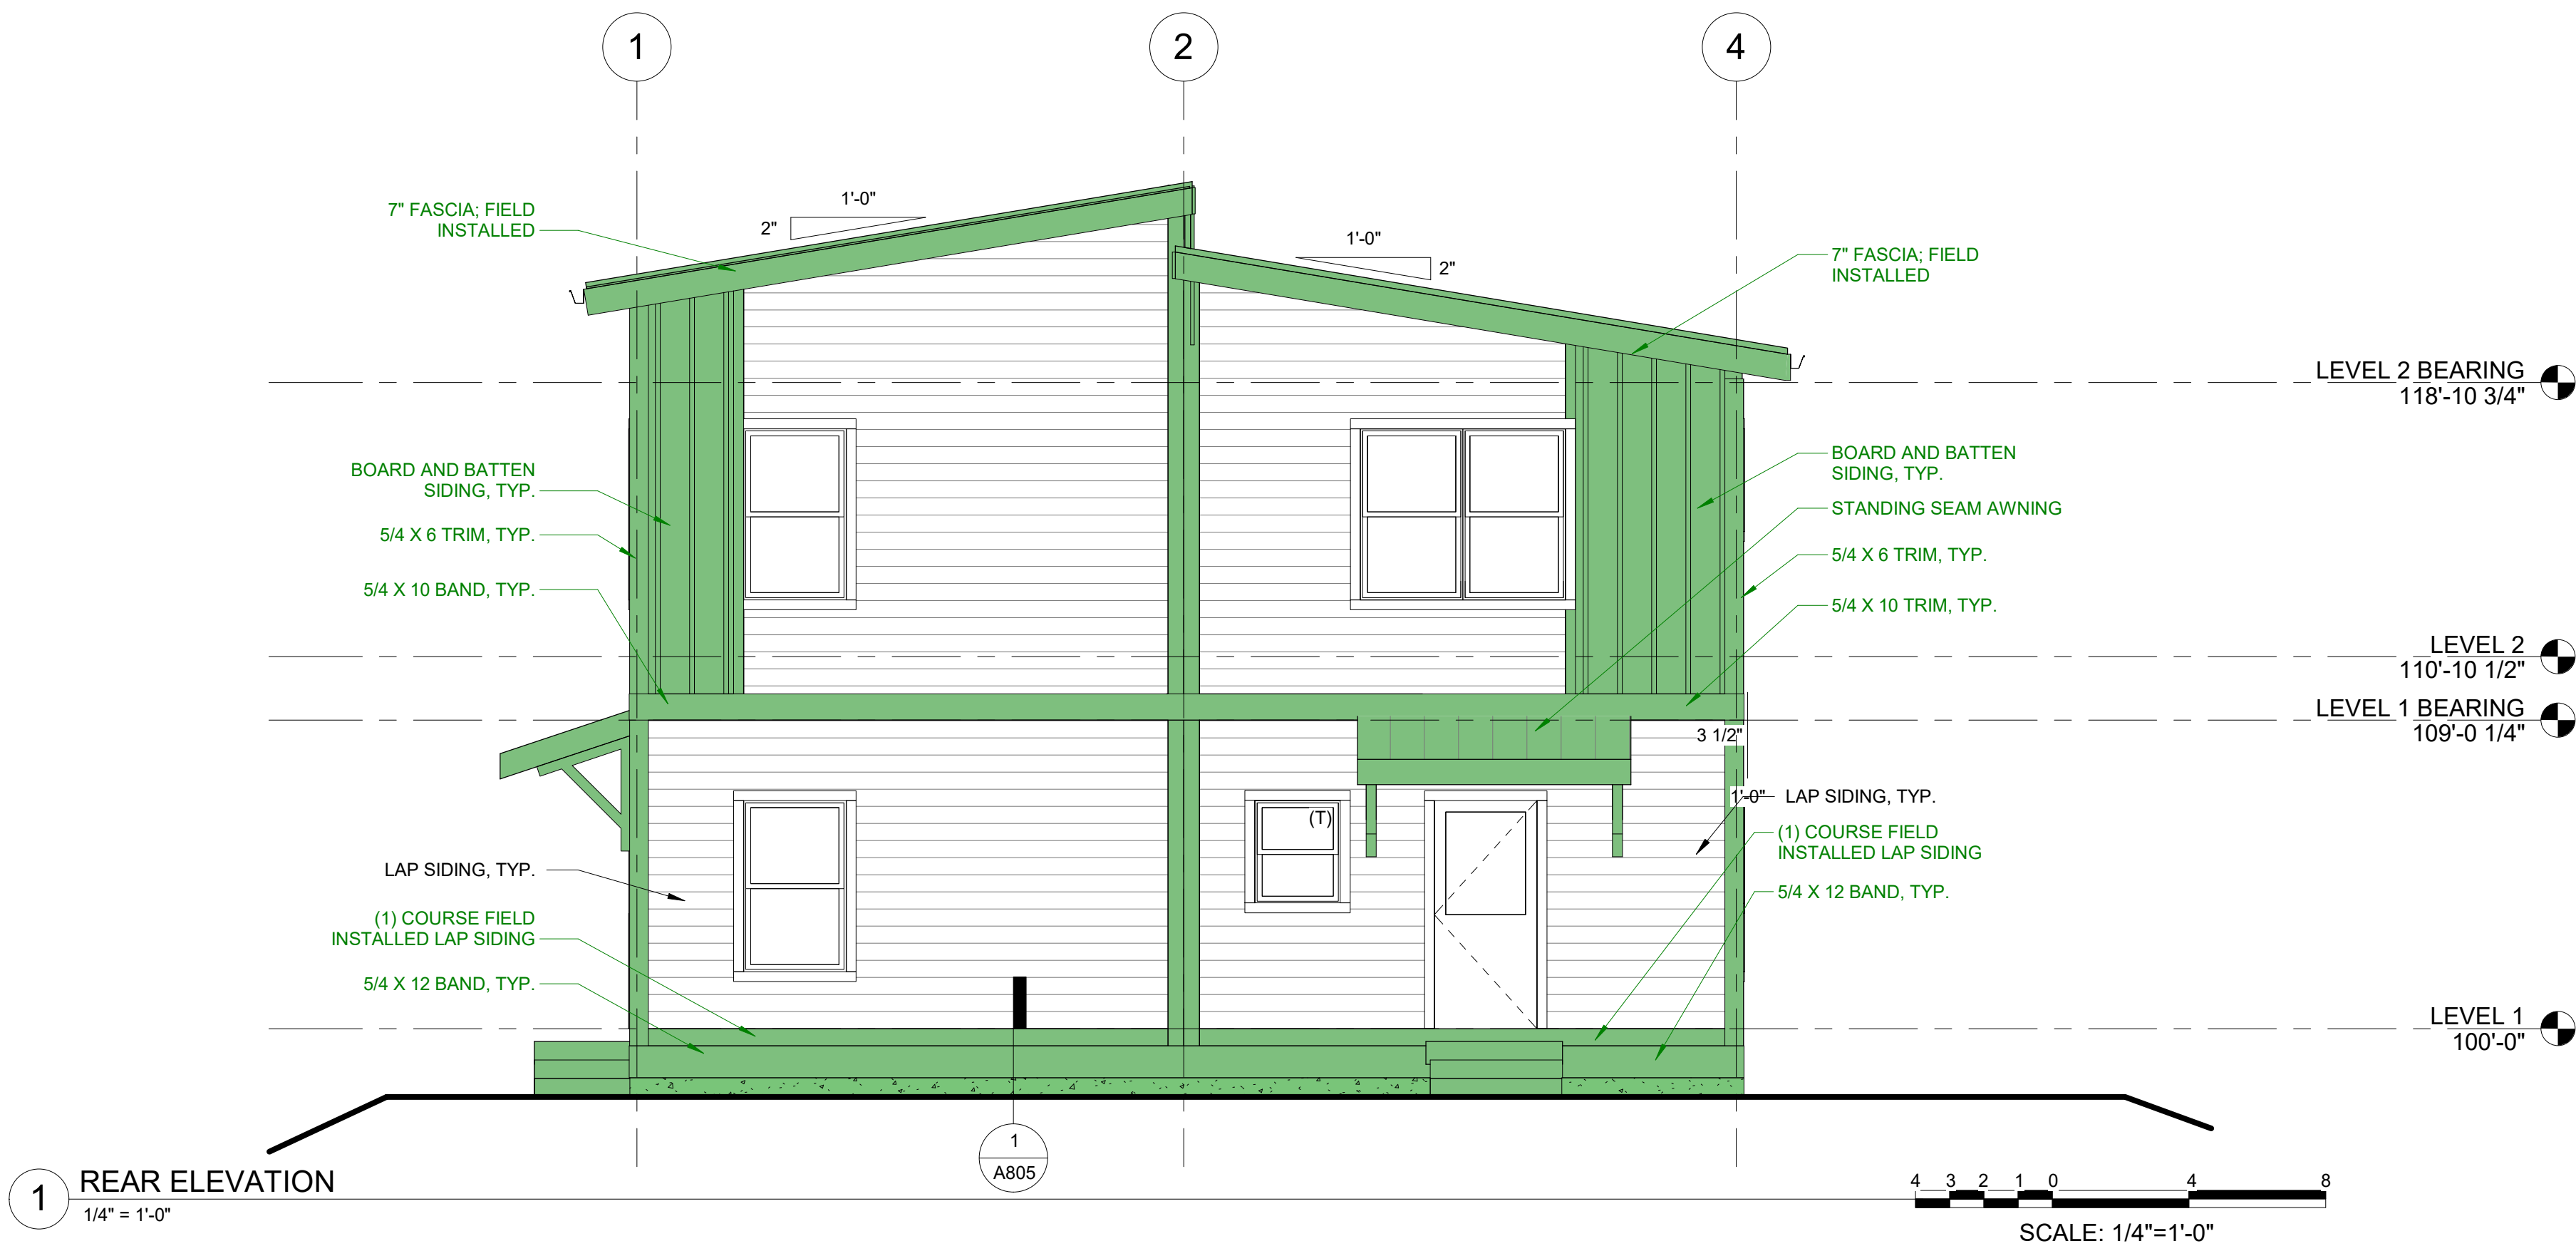 1
2
4
1'-0"
2"
1'-0"
2"
7" FASCIA; FIELD
INSTALLED
7" FASCIA; FIELD
INSTALLED
LEVEL 2 BEARING
118'-10 3/4"
BOARD AND BATTEN
SIDING, TYP.
5/4 X 6 TRIM, TYP.
5/4 X 10 BAND, TYP.
BOARD AND BATTEN
SIDING, TYP.
STANDING SEAM AWNING
5/4 X 6 TRIM, TYP.
5/4 X 10 TRIM, TYP.
LEVEL 2
110'-10 1/2"
LEVEL 1 BEARING
109'-0 1/4"
3 1/2"
1'-0"
LAP SIDING, TYP.
(T)
(1) COURSE FIELD
INSTALLED LAP SIDING
5/4 X 12 BAND, TYP.
LAP SIDING, TYP.
(1) COURSE FIELD
INSTALLED LAP SIDING
5/4 X 12 BAND, TYP.
LEVEL 1
100'-0"
1
A805
1
REAR ELEVATION
1/4" = 1'-0"
4 3 2 1 0 4 8
SCALE: 1/4"=1'-0"